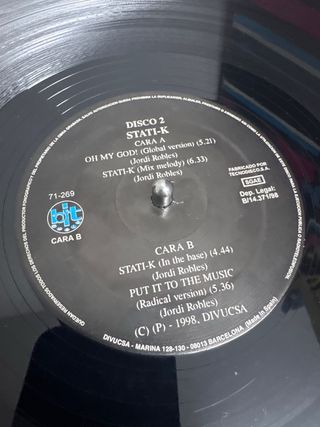 DISCO 2
STATI-K
CARA A
OH MY GOD! (Global version) (5.21)
(Jordi Robles)
STATI-K (Mix melody) (6.33)
(Jordi Robles)
71-269
bit
CARA B
FABRICADO POR
TECNODISCO,S.A.
SGAE
Dep. Legal:
B/14.371/98
CARA B
STATI-K (In the base) (4.44)
(Jordi Robles)
PUT IT TO THE MUSIC
(Radical version) (5.36)
(Jordi Robles)
(C) (P) - 1998, DIVUCSA
DIVUCSA - MARINA 128-130 - 08013 BARCELONA (Made in Spain)